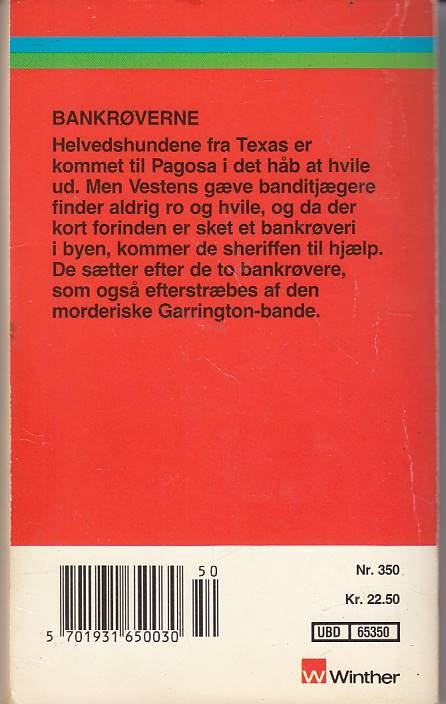 BANKRØVERNE
Helvedshundene fra Texas er
kommet til Pagosa i det håb at hvile
ud. Men Vestens gæve banditjægere
finder aldrig ro og hvile, og da der
kort forinden er sket et bankrøveri
i byen, kommer de sheriffen til hjælp.
De sætter efter de to bankrøvere,
som også efterstræbes af den
morderiske Garrington-bande.
50
5 701931 650030
Nr. 350
Kr. 22.50
UBD 65350
W Winther